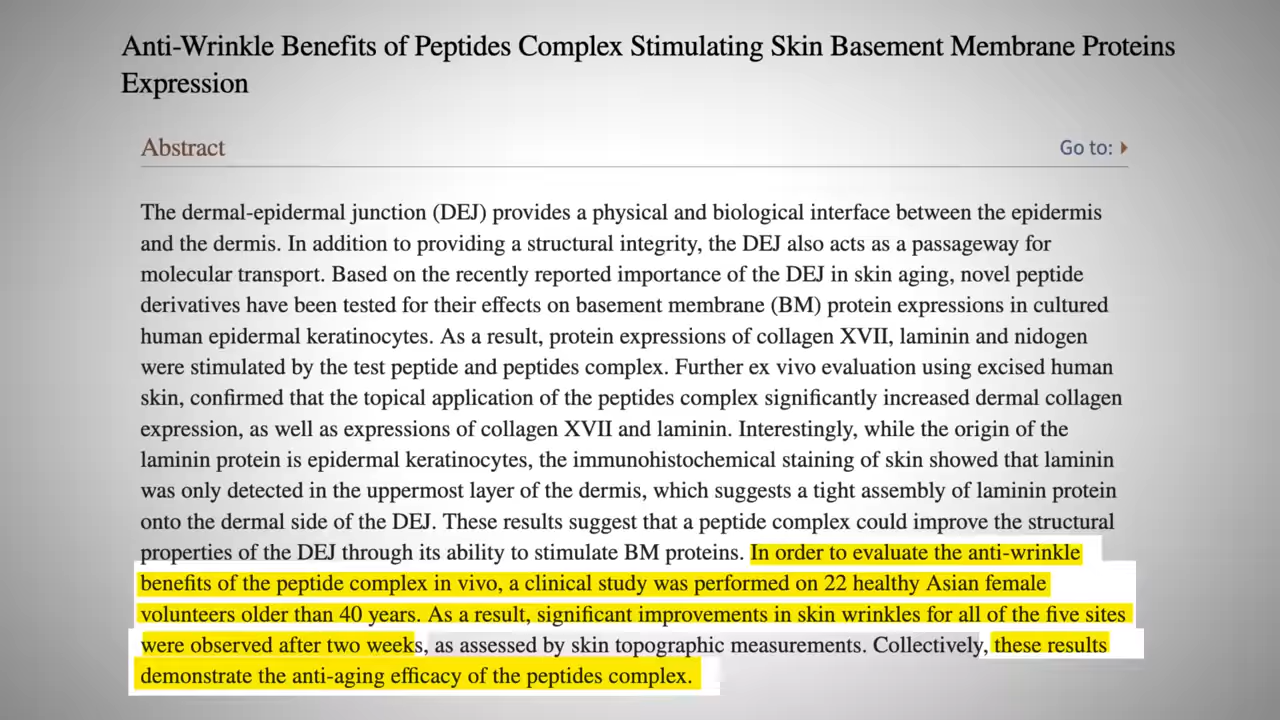 Anti-Wrinkle Benefits of Peptides Complex Stimulating Skin Basement Membrane Proteins
Expression
Abstract
Go to:
The dermal-epidermal junction (DEJ) provides a physical and biological interface between the epidermis
and the dermis. In addition to providing a structural integrity, the DEJ also acts as a passageway for
molecular transport. Based on the recently reported importance of the DEJ in skin aging, novel peptide
derivatives have been tested for their effects on basement membrane (BM) protein expressions in cultured
human epidermal keratinocytes. As a result, protein expressions of collagen XVII, laminin and nidogen
were stimulated by the test peptide and peptides complex. Further ex vivo evaluation using excised human
skin, confirmed that the topical application of the peptides complex significantly increased dermal collagen
expression, as well as expressions of collagen XVII and laminin. Interestingly, while the origin of the
laminin protein is epidermal keratinocytes, the immunohistochemical staining of skin showed that laminin
was only detected in the uppermost layer of the dermis, which suggests a tight assembly of laminin protein
onto the dermal side of the DEJ. These results suggest that a peptide complex could improve the structural
properties of the DEJ through its ability to stimulate BM proteins. In order to evaluate the anti-wrinkle
benefits of the peptide complex in vivo, a clinical study was performed on 22 healthy Asian female
volunteers older than 40 years. As a result, significant improvements in skin wrinkles for all of the five sites
were observed after two weeks, as assessed by skin topographic measurements. Collectively, these results
demonstrate the anti-aging efficacy of the peptides complex.